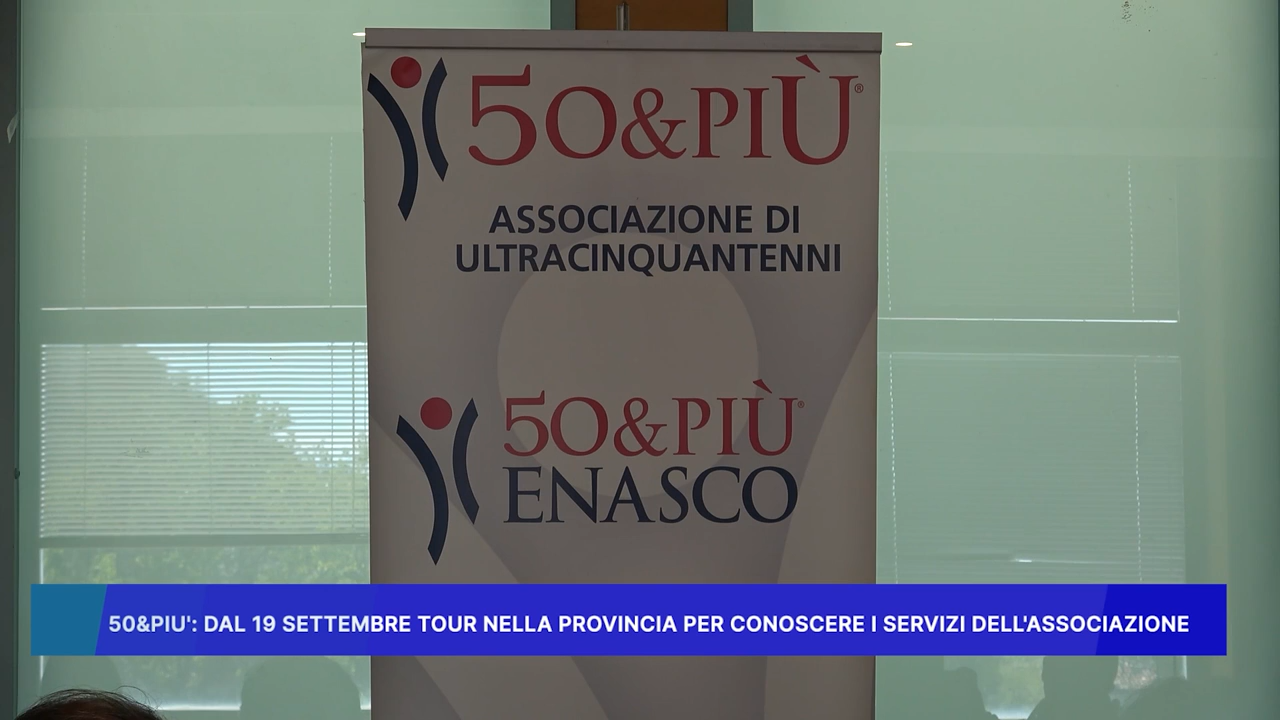 50&PIÙ®
ASSOCIAZIONE DI
ULTRACINQUANTENNI
50&PIÙ®
ENASCO
50&PIU': DAL 19 SETTEMBRE TOUR NELLA PROVINCIA PER CONOSCERE I SERVIZI DELL'ASSOCIAZIONE